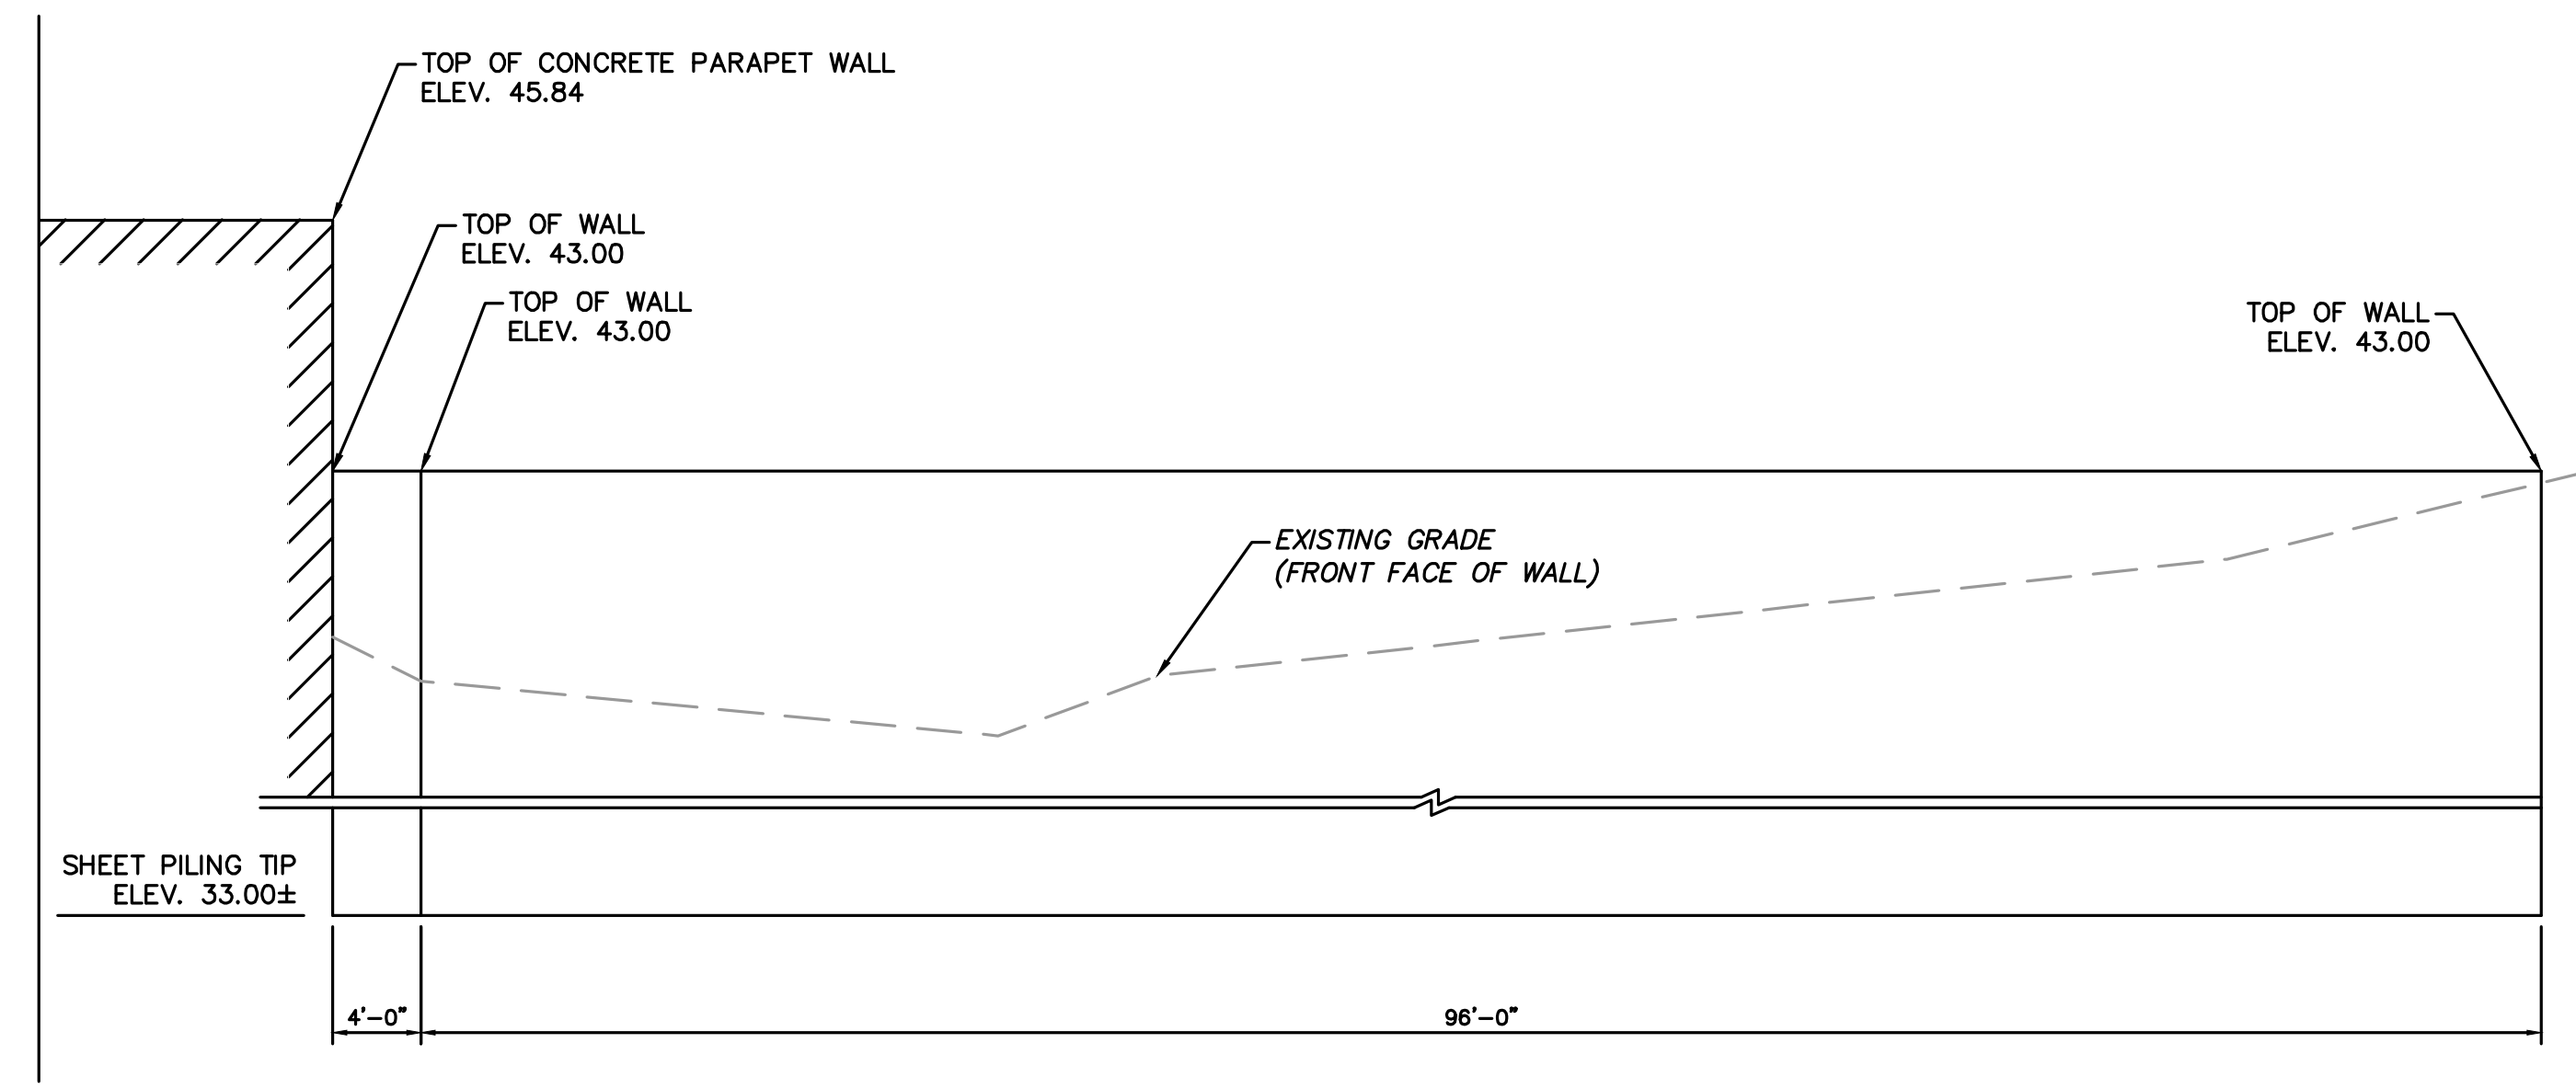 TOP OF CONCRETE PARAPET WALL
ELEV. 45.84
TOP OF WALL
ELEV. 43.00
TOP OF WALL
ELEV. 43.00
TOP OF WALL
ELEV. 43.00
EXISTING GRADE
(FRONT FACE OF WALL)
SHEET PILING TIP
ELEV. 33.00±
4'-0"
96'-0"